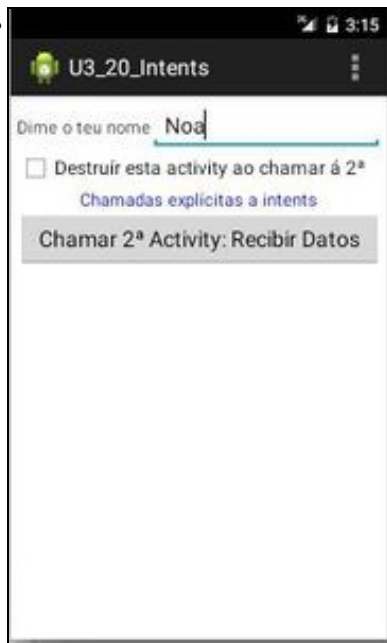 3:15
U3_20_Intents
Dime o teu nome Noa
Destruír esta activity ao chamar á 2ª
Chamadas explicitas a intents
Chamar 2ª Activity: Recibir Datos